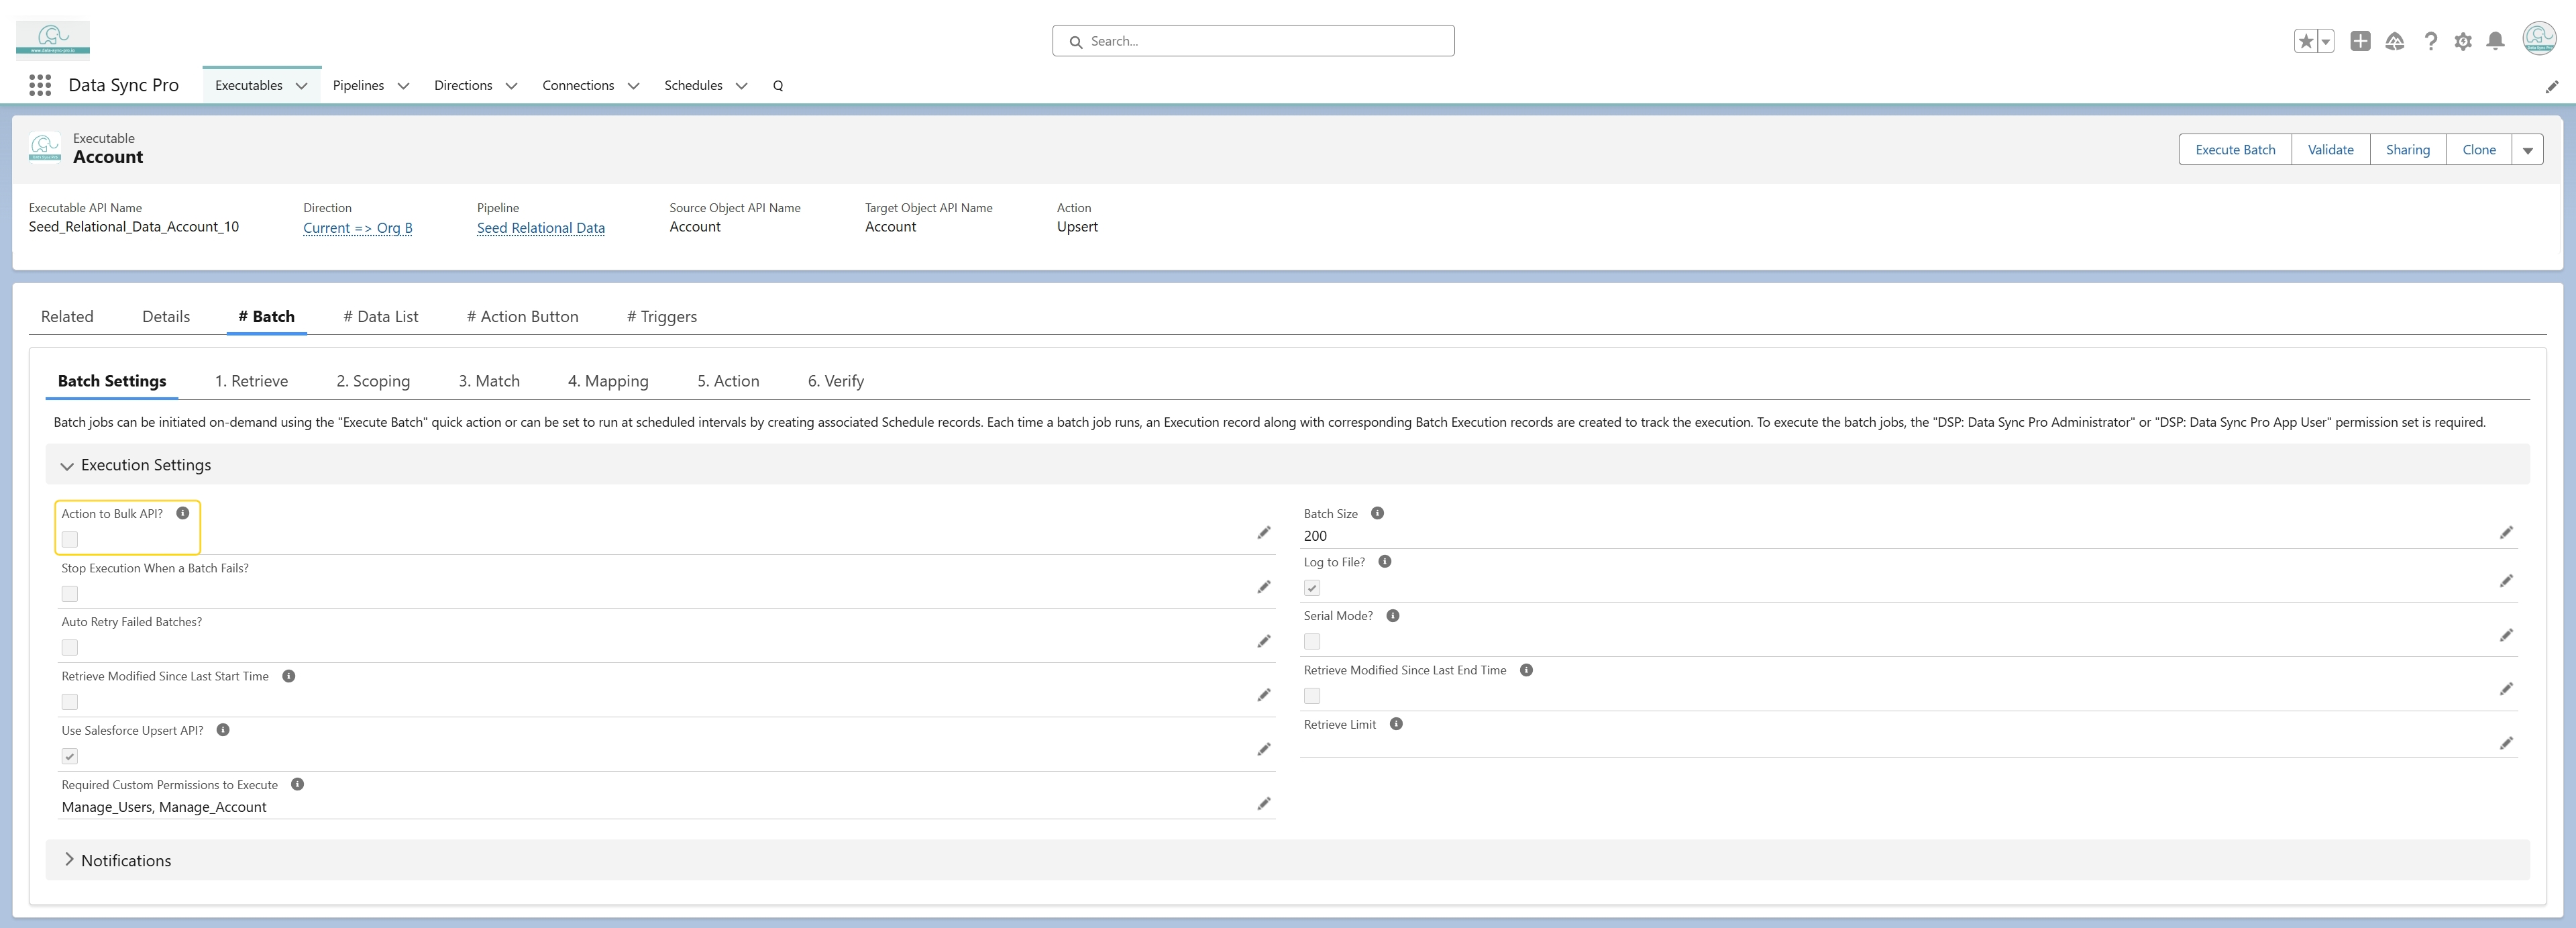 www.data-sync-pro.io
Search...
Data Sync Pro
Executables
Pipelines
Directions
Connections
Schedules
Q
Executable
Account
Execute Batch
Validate
Sharing
Clone
Executable API Name
Seed_Relational_Data_Account_10
Direction
Current => Org B
Pipeline
Seed Relational Data
Source Object API Name
Account
Target Object API Name
Account
Action
Upsert
Related
Details
# Batch
# Data List
# Action Button
# Triggers
Batch Settings
1. Retrieve
2. Scoping
3. Match
4. Mapping
5. Action
6. Verify
Batch jobs can be initiated on-demand using the "Execute Batch" quick action or can be set to run at scheduled intervals by creating associated Schedule records. Each time a batch job runs, an Execution record along with corresponding Batch Execution records are created to track the execution. To execute the batch jobs, the "DSP: Data Sync Pro Administrator" or "DSP: Data Sync Pro App User" permission set is required.
Execution Settings
Action to Bulk API?
Batch Size
200
Stop Execution When a Batch Fails?
Log to File?
Auto Retry Failed Batches?
Serial Mode?
Retrieve Modified Since Last Start Time
Retrieve Modified Since Last End Time
Use Salesforce Upsert API?
Retrieve Limit
Required Custom Permissions to Execute
Manage_Users, Manage_Account
Notifications